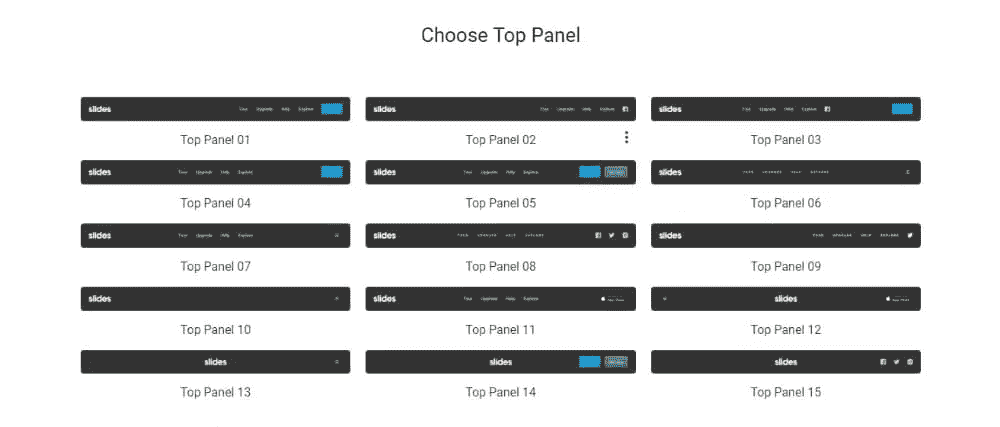 Choose Top Panel
slides Tour Upgrade Help Explore
Top Panel 01
slides Tour Upgrade Help Explore
Top Panel 02
slides Tour Upgrade Help Explore
Top Panel 03
slides Tour Upgrade Help Explore
Top Panel 04
slides Tour Upgrade Help Explore
Top Panel 05
slides
Top Panel 06
slides Tour Upgrade Help Explore
Top Panel 07
slides
Top Panel 08
slides
Top Panel 09
slides
Top Panel 10
slides Tour Upgrade Help Explore
Top Panel 11
slides
Top Panel 12
slides
Top Panel 13
slides
Top Panel 14
slides
Top Panel 15